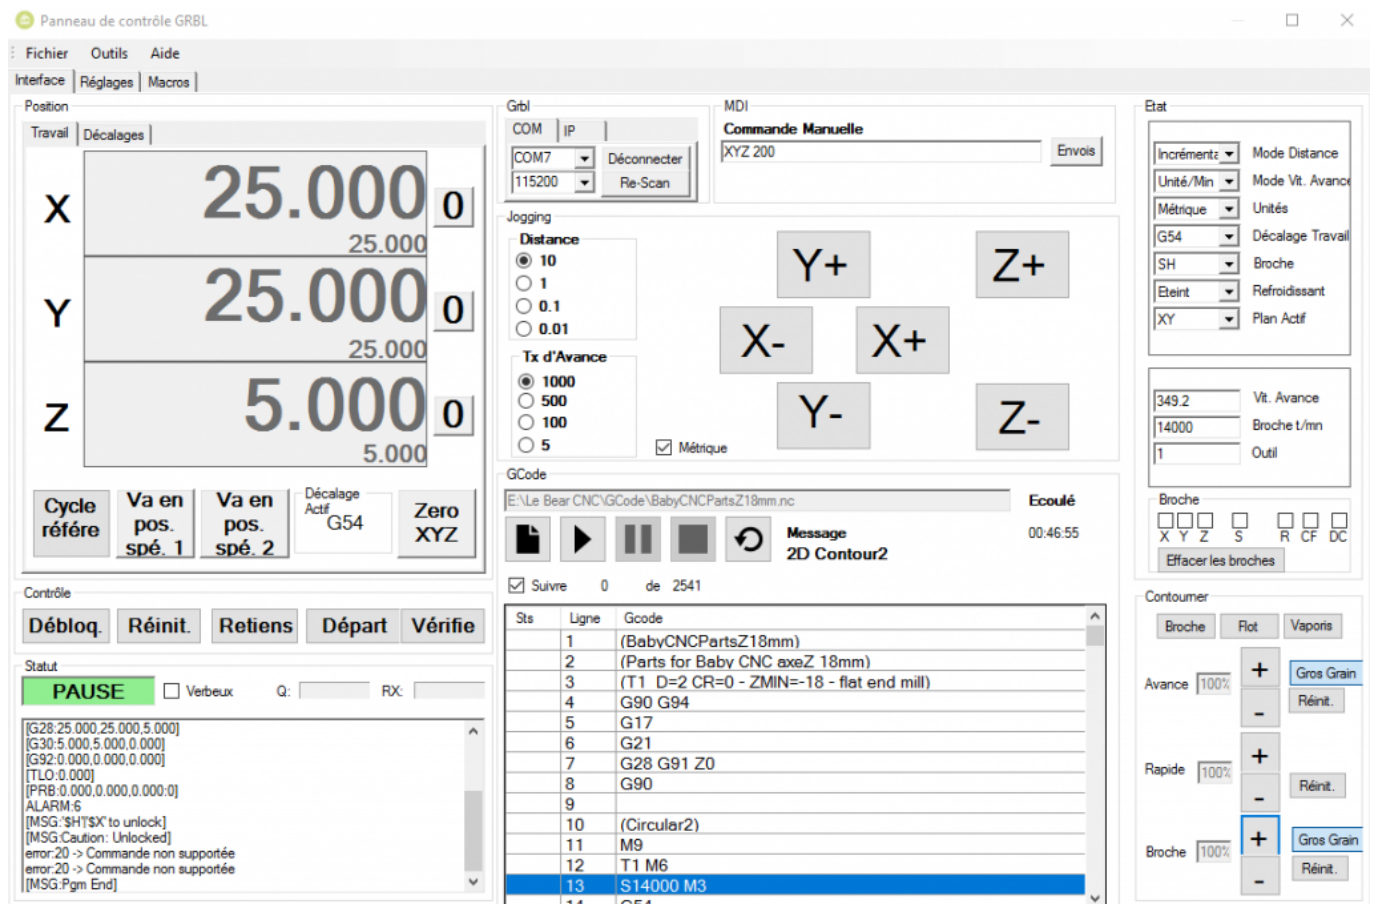 Panneau de contrôle GRBL
Fichier Outils Aide
Interface Réglages Macros
Position
Travail Décalages
X 25.000 0
25.000
Y 25.000 0
25.000
Z 5.000 0
5.000
Cycle référe
Va en pos. spé. 1
Va en pos. spé. 2
Décalage Actif
G54
Zero XYZ
Contrôle
Débloq. Réinit. Retiens Départ Vérifie
Statut
PAUSE Verbeux Q: RX:
[G28:25.000,25.000,5.000]
[G30:5.000,5.000,0.000]
[G92:0.000,0.000,0.000]
[TLO:0.000]
[PRB:0.000,0.000,0.000:0]
ALARM:6
[MSG:'$H'|'$X' to unlock]
[MSG:Caution: Unlocked]
error:20 -> Commande non supportée
error:20 -> Commande non supportée
[MSG:Pgm End]
Grbl
COM IP
COM7 Déconnecter
115200 Re-Scan
MDI
Commande Manuelle
XYZ 200 Envois
Jogging
Distance
10
1
0.1
0.01
Tx d'Avance
1000
500
100
5
Métrique
Y+ Z+
X- X+
Y- Z-
GCode
E:\Le Bear CNC\GCode\BabyCNCPartsZ18mm.nc Ecoulé
Message 00:46:55
2D Contour2
Suivre 0 de 2541
Sts Ligne Gcode
1 (BabyCNCPartsZ18mm)
2 (Parts for Baby CNC axeZ 18mm)
3 (T1 D=2 CR=0 - ZMIN=-18 - flat end mill)
4 G90 G94
5 G17
6 G21
7 G28 G91 Z0
8 G90
9
10 (Circular2)
11 M9
12 T1 M6
13 S14000 M3
14 G54
Etat
Incrémenta Mode Distance
Unité/Min Mode Vit. Avance
Métrique Unités
G54 Décalage Travail
SH Broche
Eteint Refroidissant
XY Plan Actif
349.2 Vit. Avance
14000 Broche t/mn
1 Outil
Broche
X Y Z S R CF DC
Effacer les broches
Contourner
Broche Flot Vaporis
Avance 100% + - Gros Grain Réinit.
Rapide 100% + - Réinit.
Broche 100% + - Gros Grain Réinit.